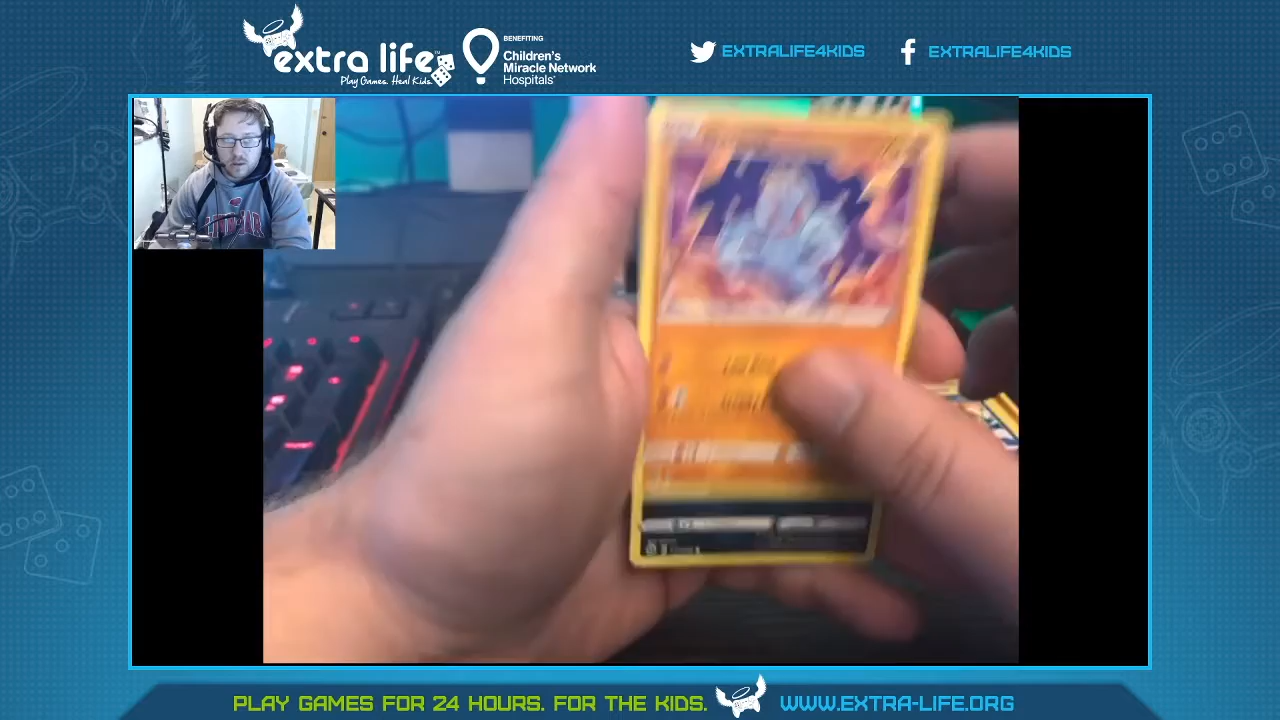 extra life
Play Games. Heal Kids.
BENEFITING
Children's
Miracle Network
Hospitals
EXTRALIFE4KIDS
EXTRALIFE4KIDS
PLAY GAMES FOR 24 HOURS. FOR THE KIDS.
WWW.EXTRA-LIFE.ORG